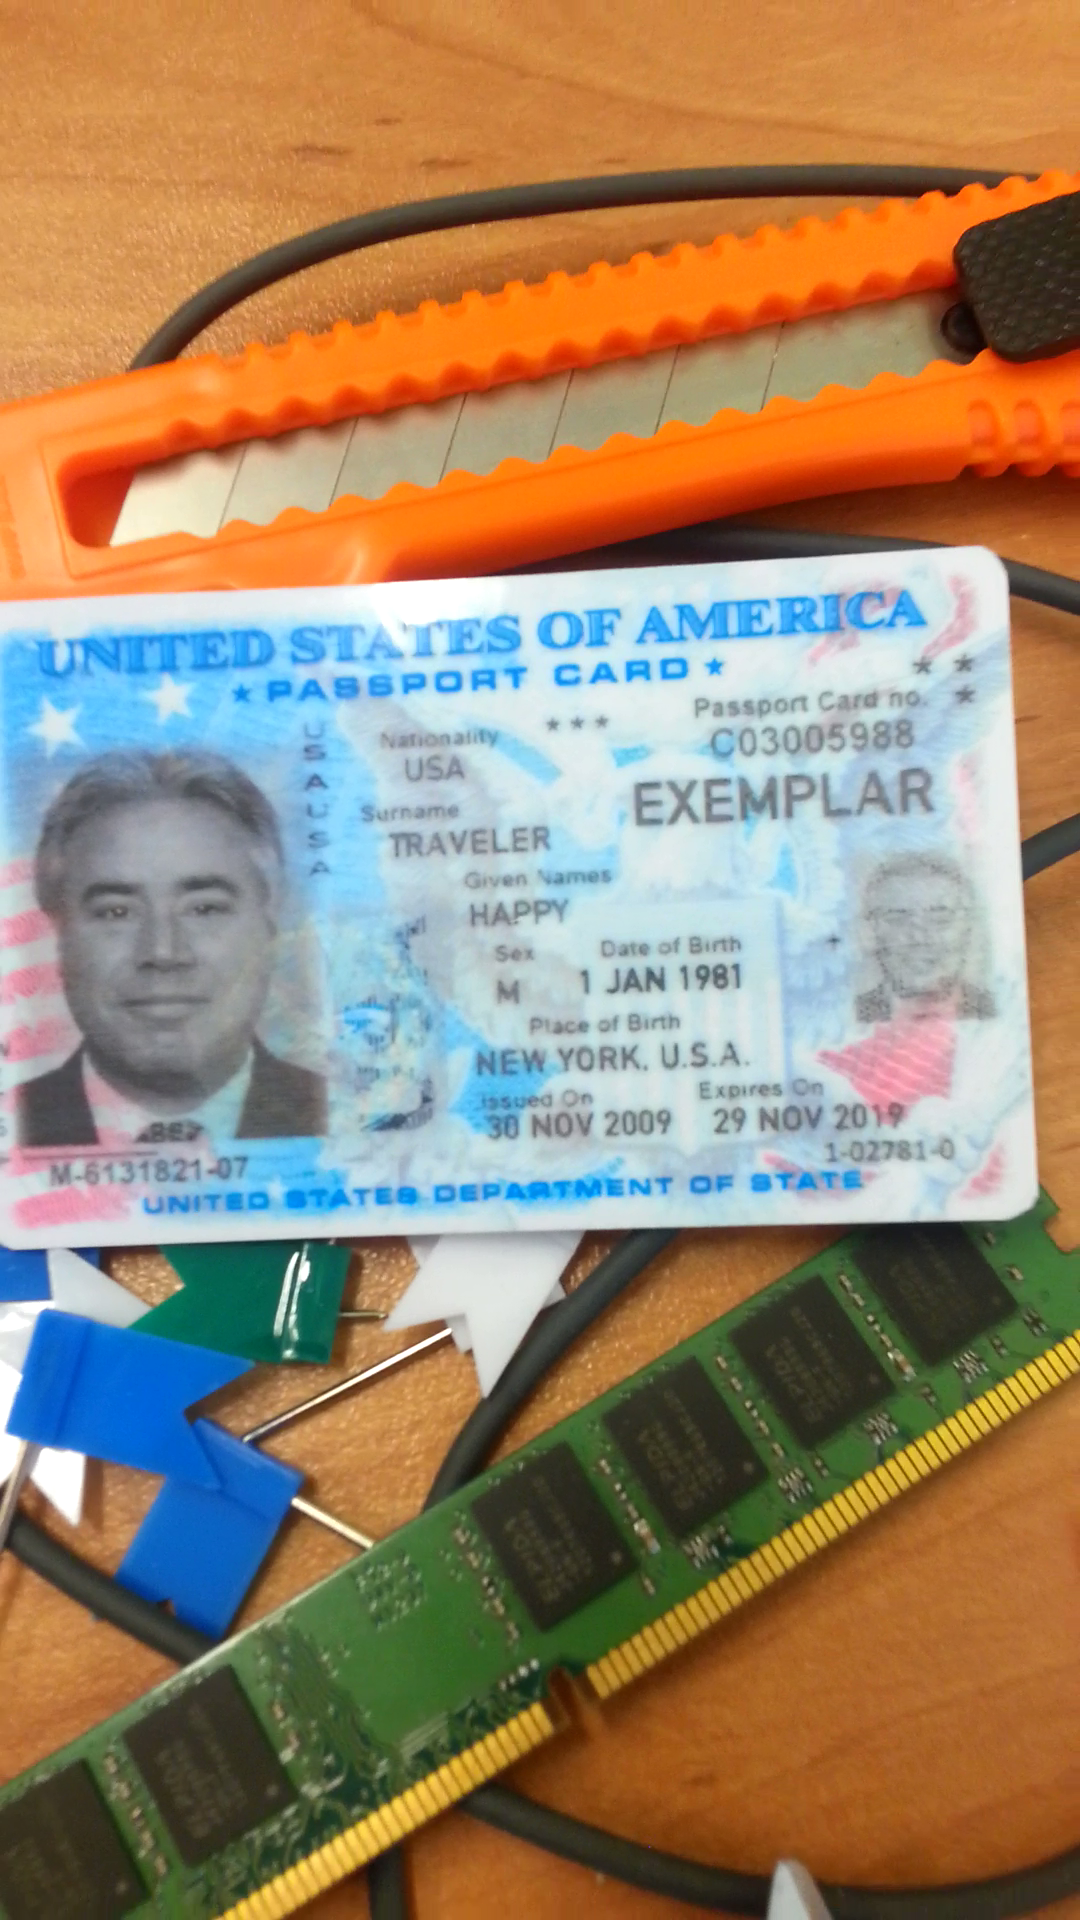 UNITED STATES OF AMERICA
★ PASSPORT CARD ★
USAUSA
Nationality
USA
* * *
Passport Card no.
C03005988
EXEMPLAR
Surname
TRAVELER
Given Names
HAPPY
Sex
M
Date of Birth
1 JAN 1981
Place of Birth
NEW YORK, U.S.A.
Issued On
30 NOV 2009
Expires On
29 NOV 2019
1-02781-0
M-6131821-07
UNITED STATES DEPARTMENT OF STATE